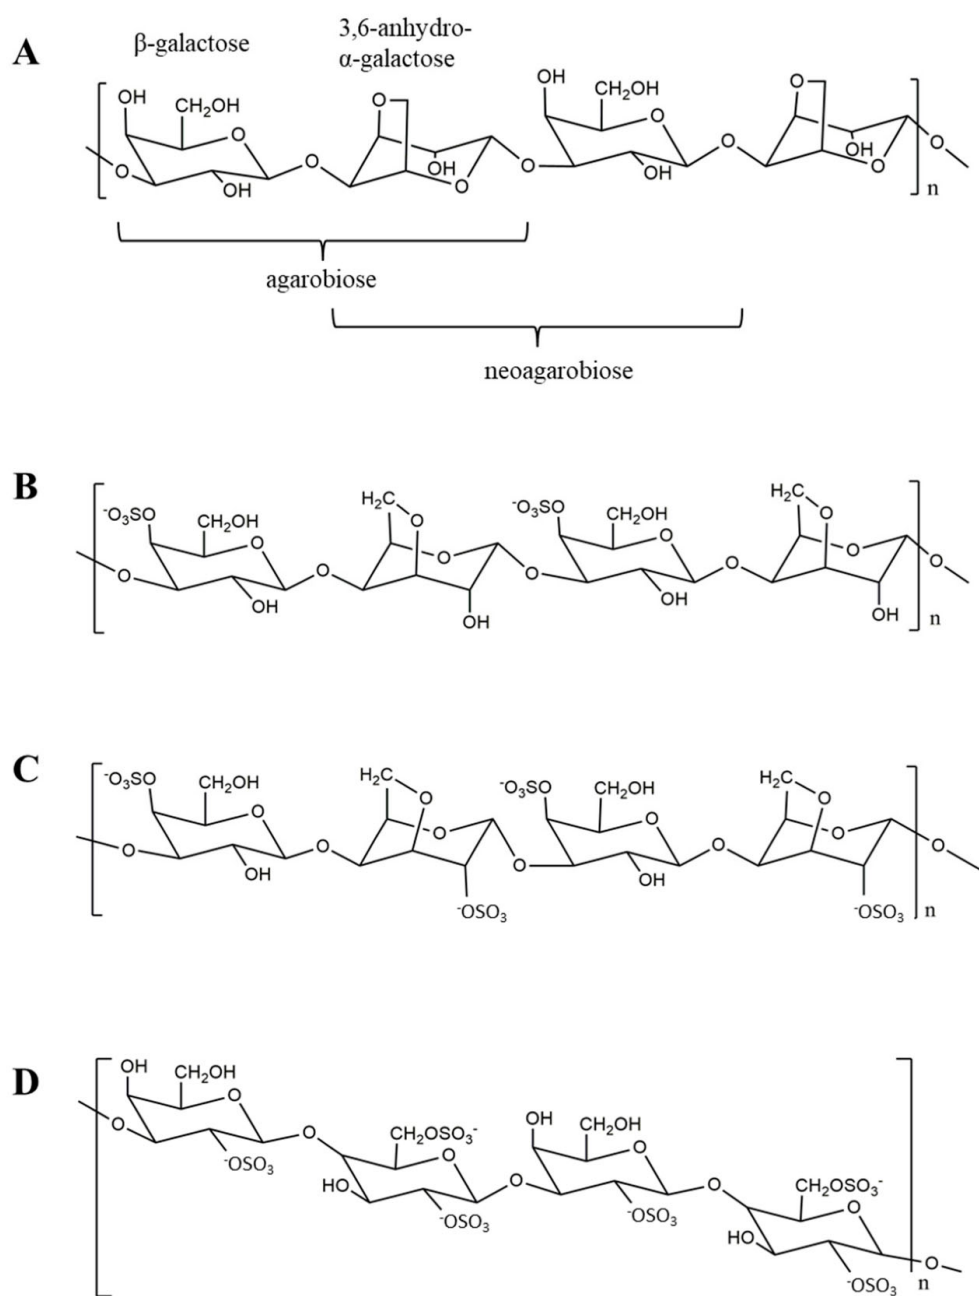 A
β-galactose
3,6-anhydro-
α-galactose
OH
CH₂OH
O
O
OH
CH₂OH
O
O
O
OH
O
O
OH
O
O
O
OH
O
O
OH
O
n
agarobiose
neoagarobiose
B
⁻O₃SO
CH₂OH
H₂C
O
⁻O₃SO
CH₂OH
H₂C
O
O
O
O
O
O
O
O
O
O
OH
OH
OH
OH
n
C
⁻O₃SO
CH₂OH
H₂C
O
⁻O₃SO
CH₂OH
H₂C
O
O
O
O
O
O
O
O
O
O
OH
OH
⁻OSO₃
⁻OSO₃
n
D
OH
CH₂OH
O
O
O
⁻OSO₃
CH₂OSO₃⁻
O
HO
⁻OSO₃
O
OH
CH₂OH
O
⁻OSO₃
O
CH₂OSO₃⁻
O
HO
⁻OSO₃
O
n